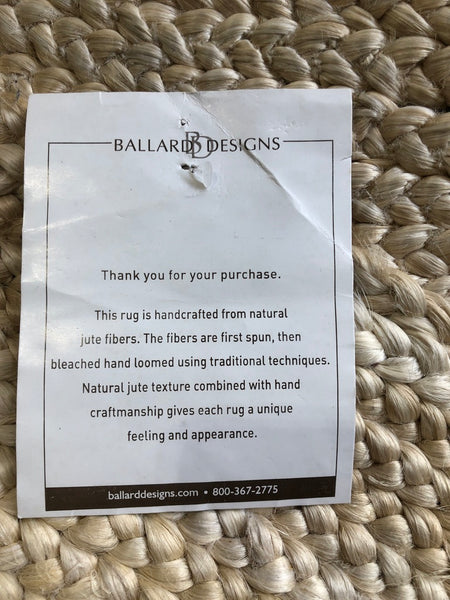 BALLARD BD DESIGNS
Thank you for your purchase.
This rug is handcrafted from natural
jute fibers. The fibers are first spun, then
bleached hand loomed using traditional techniques.
Natural jute texture combined with hand
craftmanship gives each rug a unique
feeling and appearance.
ballarddesigns.com • 800-367-2775